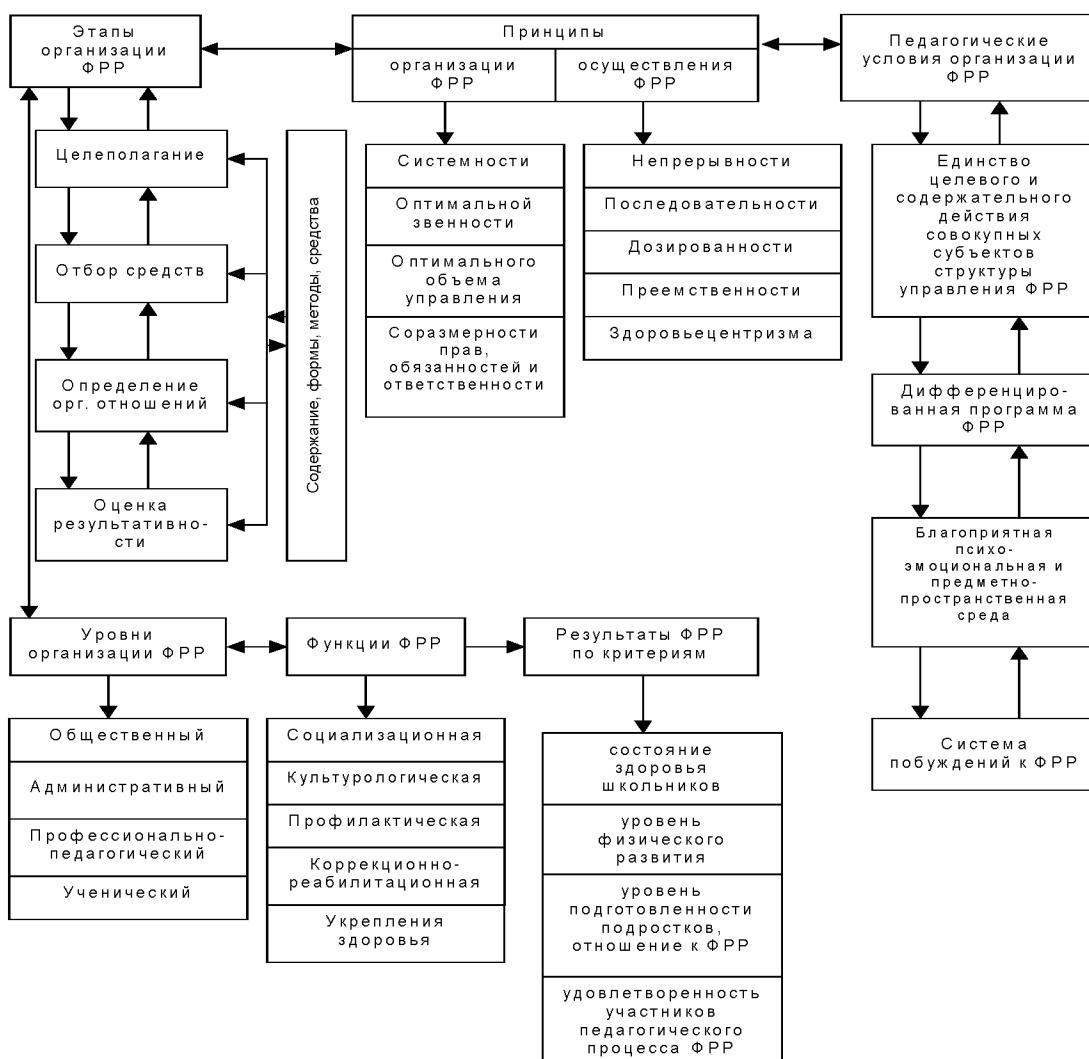 Этапы
организации
ФРР
Принципы
организации
ФРР
осуществления
ФРР
Педагогические
условия организации
ФРР
Целеполагание
Отбор средств
Определение
орг. отношений
Оценка
результативно-
сти
Содержание, формы, методы, средства
Системности
Оптимальной
звенности
Оптимального
объема
управления
Соразмерности
прав,
обязанностей и
ответственности
Непрерывности
Последовательности
Дозированности
Преемственности
Здоровьецентризма
Единство
целевого и
содержательного
действия
совокупных
субъектов
структуры
управления ФРР
Дифференциро-
ванная программа
ФРР
Благоприятная
психо-
эмоциональная и
предметно-
пространственная
среда
Система
побуждений к ФРР
Уровни
организации ФРР
Функции ФРР
Результаты ФРР
по критериям
Общественный
Административный
Профессионально-
педагогический
Ученический
Социализационная
Культурологическая
Профилактическая
Коррекционно-
реабилитационная
Укрепления
здоровья
состояние
здоровья
школьников
уровень
физического
развития
уровень
подготовленности
подростков,
отношение к ФРР
удовлетворенность
участников
педагогического
процесса ФРР